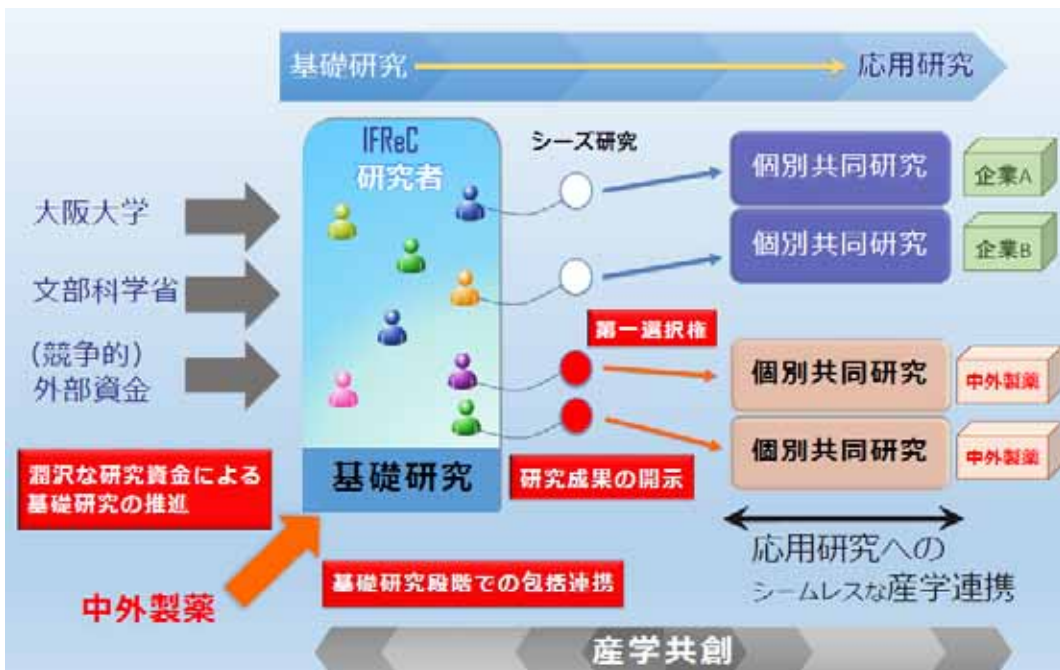 基礎研究
応用研究
IFReC
研究者
シーズ研究
大阪大学
文部科学省
(競争的)
外部資金
個別共同研究
企業A
個別共同研究
企業B
第一選択権
個別共同研究
中外製薬
個別共同研究
中外製薬
基礎研究
研究成果の開示
潤沢な研究資金による
基礎研究の推進
中外製薬
基礎研究段階での包括連携
応用研究への
シームレスな産学連携
産学共創